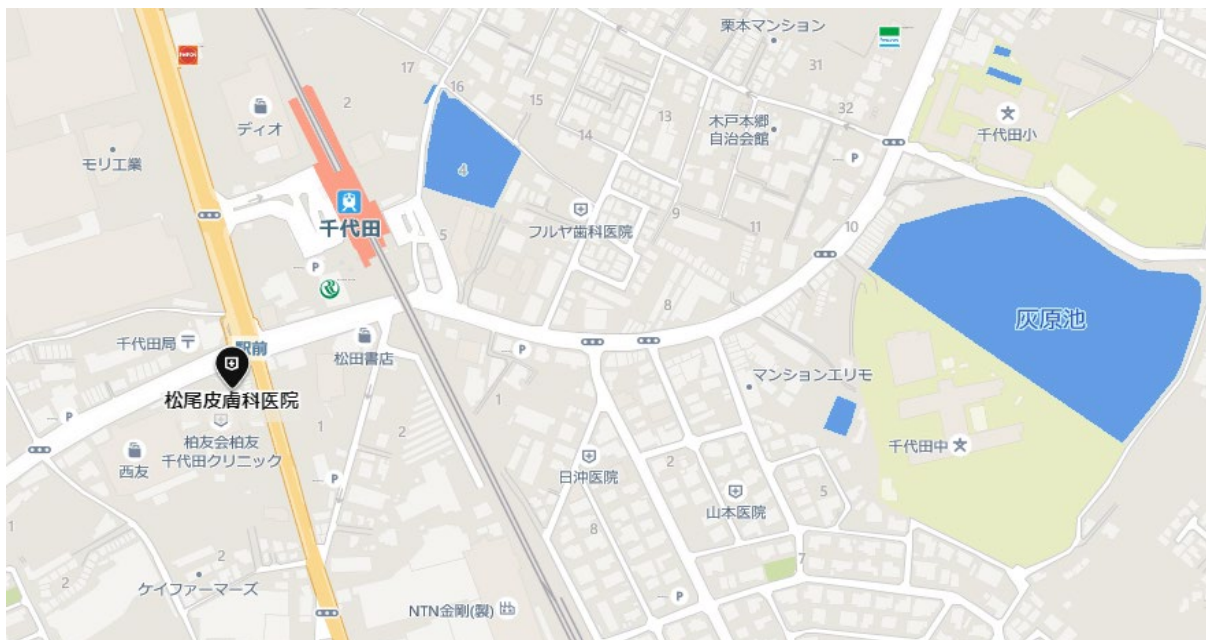 栗本マンション
31
17
16
2
15
32
ENEOS
ディオ
14
13
木戸本郷
自治会館
P
千代田小
モリ工業
4
千代田
5
フルヤ歯科医院
9
11
10
P
8
灰原池
千代田局
駅前
松田書店
P
マンションエリモ
松尾皮膚科医院
P
1
1
2
千代田中
西友
柏友会柏友
千代田クリニック
P
日沖医院
2
山本医院
5
1
8
2
2
ケイファーマーズ
7
NTN金剛(製)
P